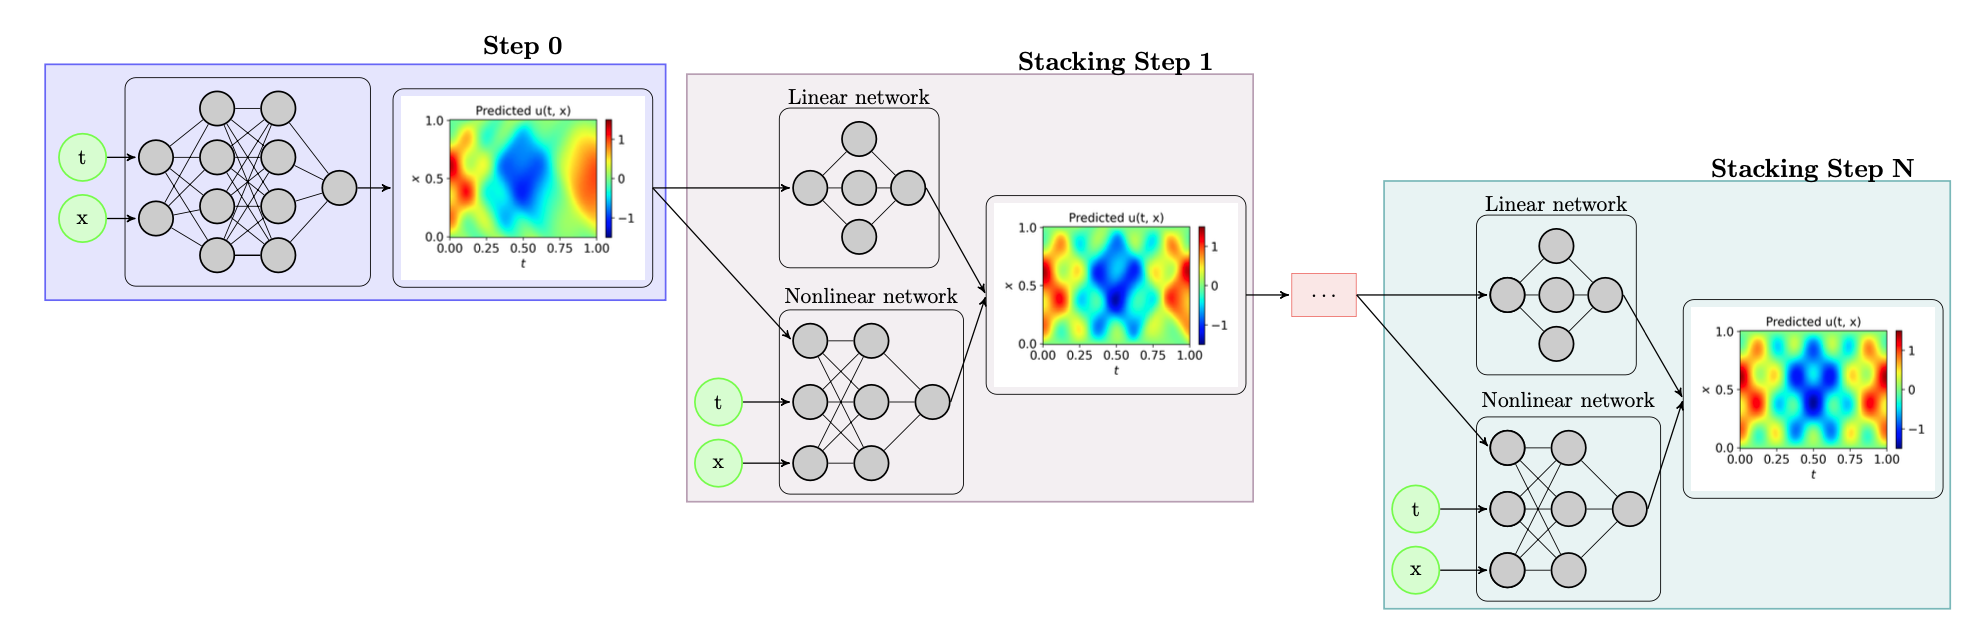 Step 0
t
x
Predicted u(t, x)
1.0
0.5
0.0
x
0.00 0.25 0.50 0.75 1.00
t
1
0
−1
Stacking Step 1
Linear network
Nonlinear network
t
x
Predicted u(t, x)
1.0
0.5
0.0
x
0.00 0.25 0.50 0.75 1.00
t
1
0
−1
...
Stacking Step N
Linear network
Nonlinear network
t
x
Predicted u(t, x)
1.0
0.5
0.0
x
0.00 0.25 0.50 0.75 1.00
t
1
0
−1